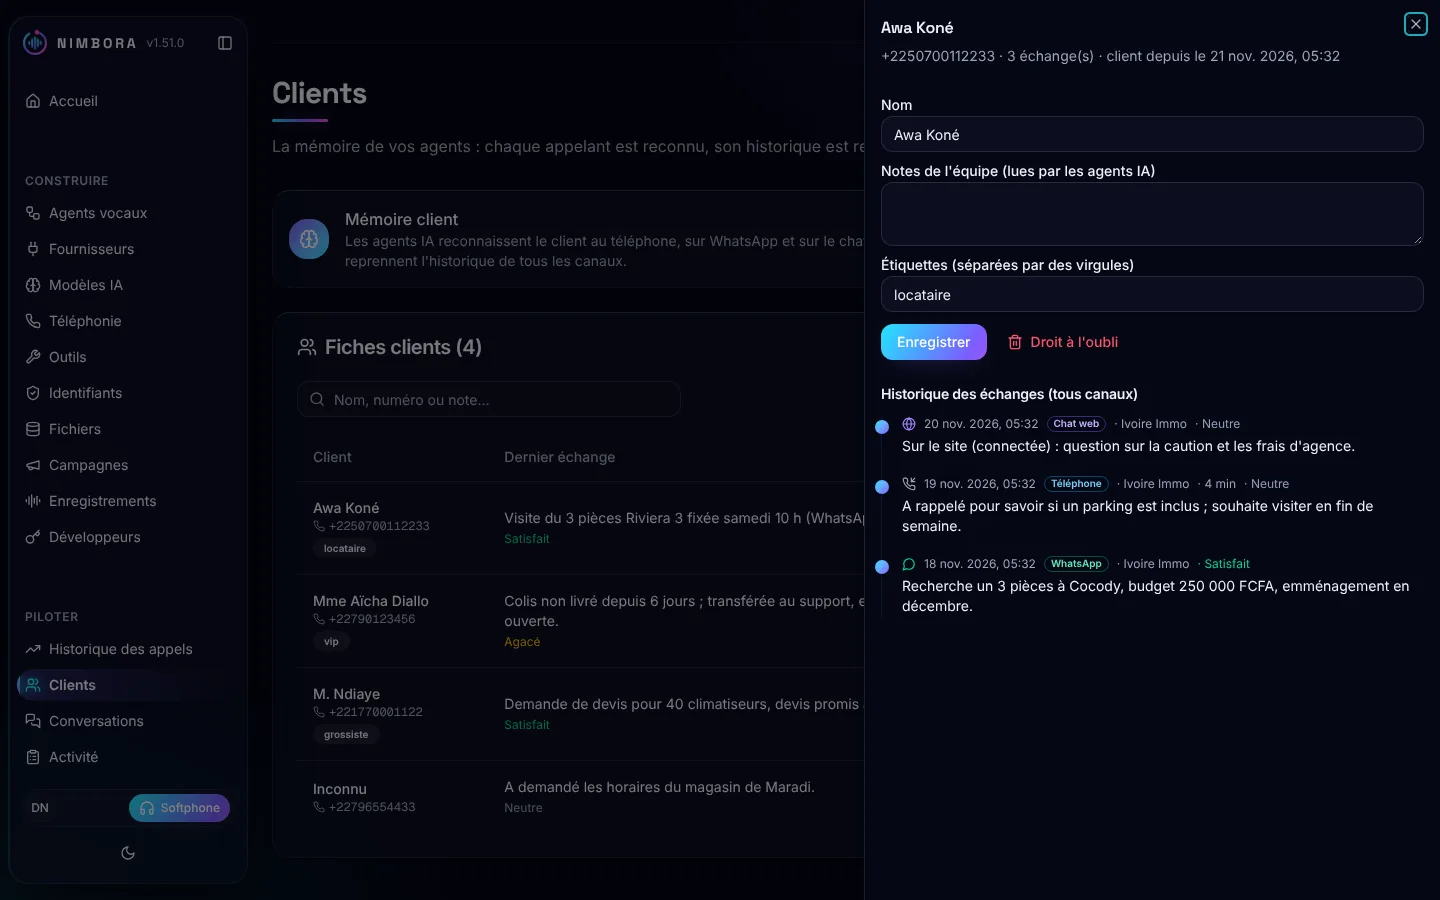 NIMBORA v1.51.0
Accueil
CONSTRUIRE
Agents vocaux
Fournisseurs
Modèles IA
Téléphonie
Outils
Identifiants
Fichiers
Campagnes
Enregistrements
Développeurs
PILOTER
Historique des appels
Clients
Conversations
Activité
DN
Softphone
Clients
La mémoire de vos agents : chaque appelant est reconnu, son historique est re
Mémoire client
Les agents IA reconnaissent le client au téléphone, sur WhatsApp et sur le cha
reprennent l'historique de tous les canaux.
Fiches clients (4)
Nom, numéro ou note...
Client Dernier échange
Awa Koné
+2250700112233
locataire
Visite du 3 pièces Riviera 3 fixée samedi 10 h (WhatsAp
Satisfait
Mme Aïcha Diallo
+22790123456
vip
Colis non livré depuis 6 jours ; transférée au support, e
ouverte.
Agacé
M. Ndiaye
+221770001122
grossiste
Demande de devis pour 40 climatiseurs, devis promis
Satisfait
Inconnu
+22796554433
A demandé les horaires du magasin de Maradi.
Neutre
Awa Koné
+2250700112233 · 3 échange(s) · client depuis le 21 nov. 2026, 05:32
Nom
Awa Koné
Notes de l'équipe (lues par les agents IA)
Étiquettes (séparées par des virgules)
locataire
Enregistrer
Droit à l'oubli
Historique des échanges (tous canaux)
20 nov. 2026, 05:32 Chat web · Ivoire Immo · Neutre
Sur le site (connectée) : question sur la caution et les frais d'agence.
19 nov. 2026, 05:32 Téléphone · Ivoire Immo · 4 min · Neutre
A rappelé pour savoir si un parking est inclus ; souhaite visiter en fin de
semaine.
18 nov. 2026, 05:32 WhatsApp · Ivoire Immo · Satisfait
Recherche un 3 pièces à Cocody, budget 250 000 FCFA, emménagement en
décembre.